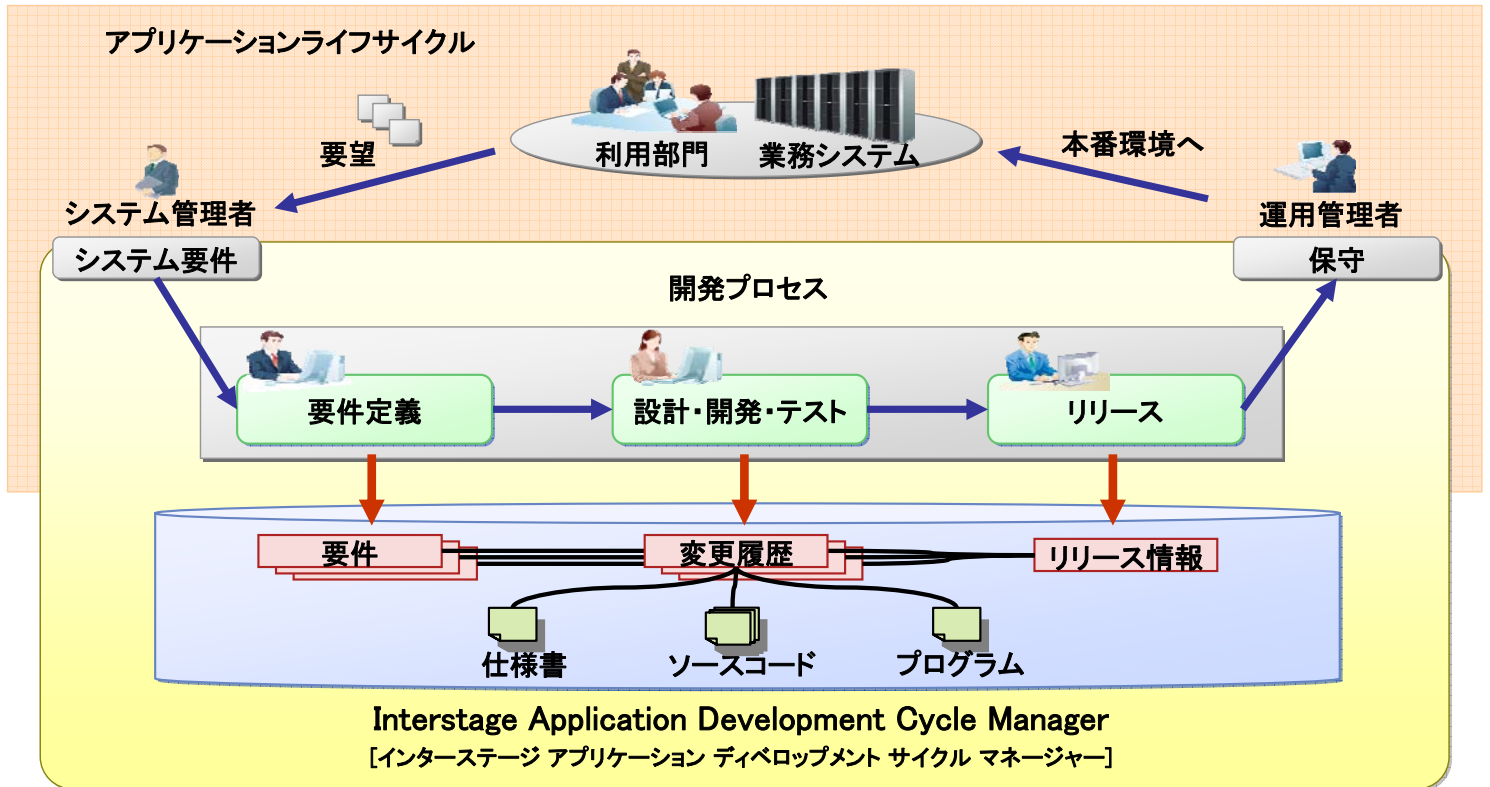 アプリケーションライフサイクル
要望
利用部門
業務システム
本番環境へ
システム管理者
運用管理者
システム要件
保守
開発プロセス
要件定義
設計・開発・テスト
リリース
要件
変更履歴
リリース情報
仕様書
ソースコード
プログラム
Interstage Application Development Cycle Manager
[インターステージ アプリケーション ディベロップメント サイクル マネージャー]